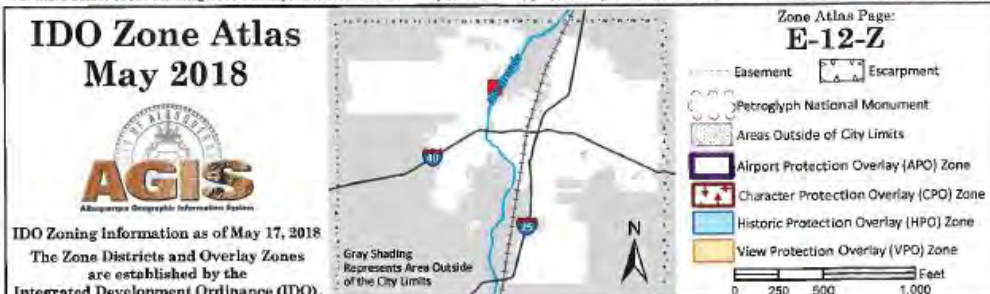 IDO Zone Atlas
May 2018
AGIS
Albuquerque Geographic Information System
IDO Zoning Information as of May 17, 2018
The Zone Districts and Overlay Zones
are established by the
Integrated Development Ordinance (IDO).
40
25
N
Gray Shading
Represents Area Outside
of the City Limits
Zone Atlas Page:
E-12-Z
Easement
Escarpment
Petroglyph National Monument
Areas Outside of City Limits
Airport Protection Overlay (APO) Zone
Character Protection Overlay (CPO) Zone
Historic Protection Overlay (HPO) Zone
View Protection Overlay (VPO) Zone
Feet
0 250 500 1,000